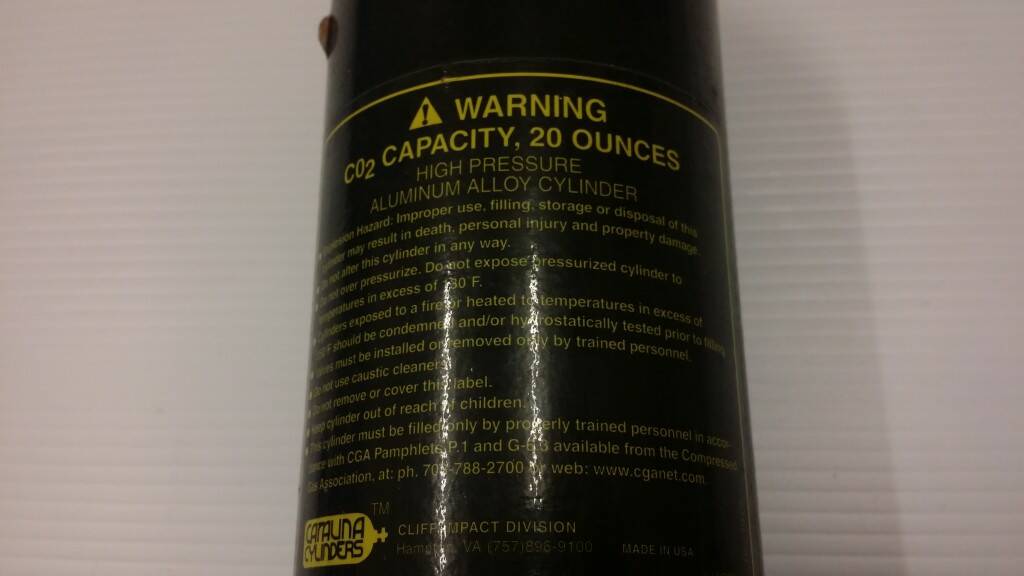 WARNING
CO2 CAPACITY, 20 OUNCES
HIGH PRESSURE
ALUMINUM ALLOY CYLINDER
Hazard: Improper use, filling, storage or disposal of this
may result in death, personal injury and property damage.
not alter this cylinder in any way.
not over pressurize. Do not expose pressurized cylinder to
temperatures in excess of F.
exposed to a fire or heated to temperatures in excess of
F should be condemned and/or hydrostatically tested prior to filling
must be installed or removed only by trained personnel.
not use caustic cleaners
not remove or cover this label.
Keep cylinder out of reach of children.
This cylinder must be filled only by properly trained personnel in accor-
dance with CGA Pamphlets P.1 and available from the Compressed
Gas Association, at: ph. -788-2700 or web: www.cganet.com.
TM
CATALINA
CYLINDERS
CLIFF IMPACT DIVISION
Hampton, VA (757)896-9100 MADE IN USA